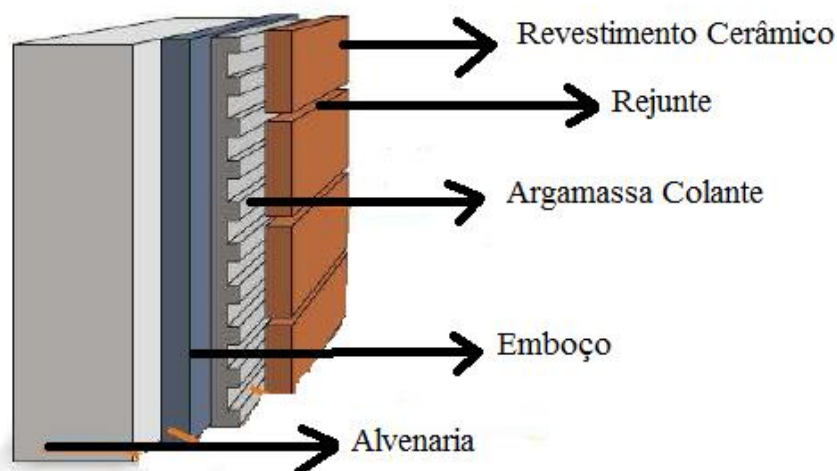 Revestimento Cerâmico
Rejunte
Argamassa Colante
Emboço
Alvenaria